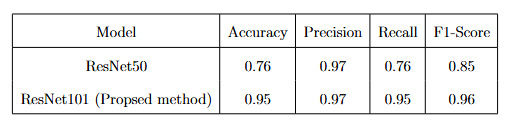 Model Accuracy Precision Recall F1-Score
ResNet50 0.76 0.97 0.76 0.85
ResNet101 (Propsed method) 0.95 0.97 0.95 0.96